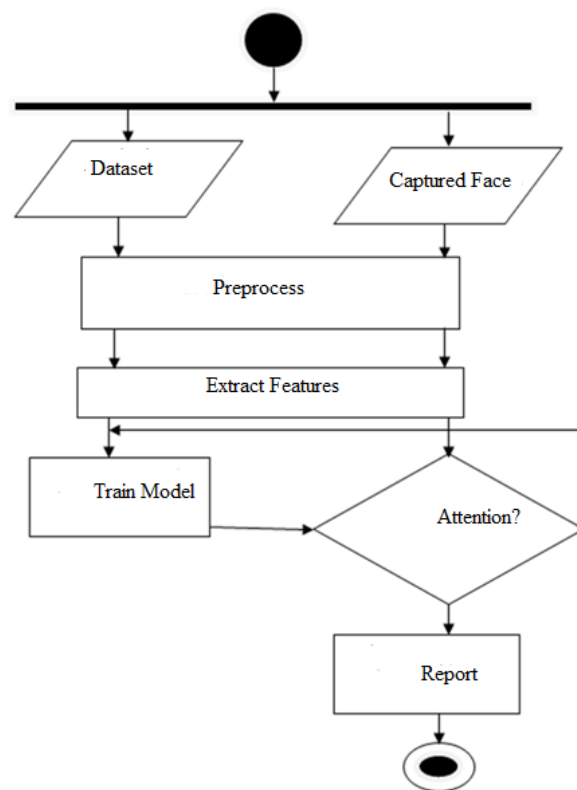 Dataset
Captured Face
Preprocess
Extract Features
Train Model
Attention?
Report